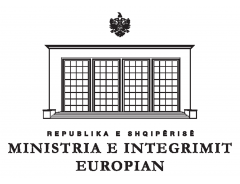 REPUBLIKA E SHQIPËRISË
MINISTRIA E INTEGRIMIT
EUROPIAN